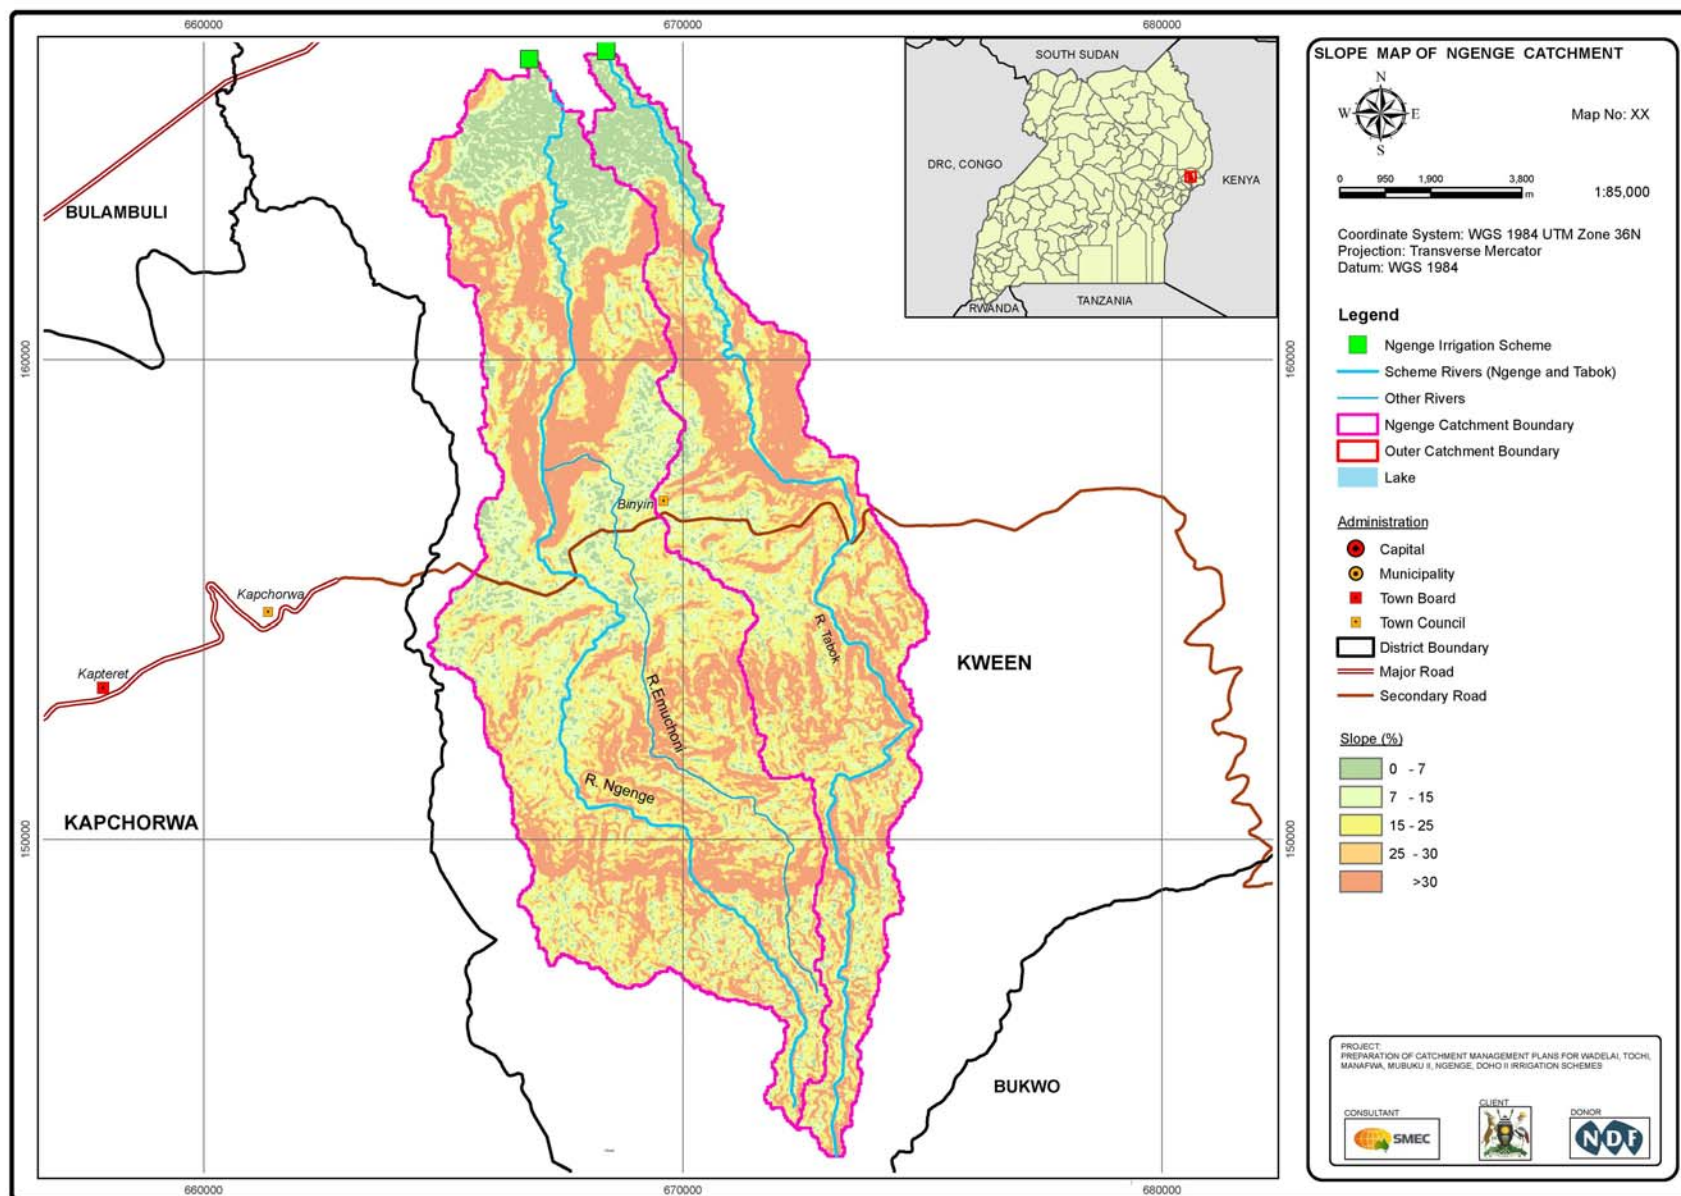 660000
670000
680000
160000
150000
160000
150000
660000
670000
680000
BULAMBULI
KAPCHORWA
KWEEN
BUKWO
Binyin
Kapchorwa
Kapteret
R. Tabok
R.Emuchoni
R. Ngenge
SOUTH SUDAN
DRC, CONGO
KENYA
TANZANIA
RWANDA
SLOPE MAP OF NGENGE CATCHMENT
N
W
E
S
Map No: XX
0 950 1,900 3,800
m
1:85,000
Coordinate System: WGS 1984 UTM Zone 36N
Projection: Transverse Mercator
Datum: WGS 1984
Legend
Ngenge Irrigation Scheme
Scheme Rivers (Ngenge and Tabok)
Other Rivers
Ngenge Catchment Boundary
Outer Catchment Boundary
Lake
Administration
Capital
Municipality
Town Board
Town Council
District Boundary
Major Road
Secondary Road
Slope (%)
0 - 7
7 - 15
15 - 25
25 - 30
>30
PROJECT:
PREPARATION OF CATCHMENT MANAGEMENT PLANS FOR WADELAI, TOCHI,
MANAFWA, MUBUKU II, NGENGE, DOHO II IRRIGATION SCHEMES
CONSULTANT
CLIENT
DONOR
SMEC
NDF